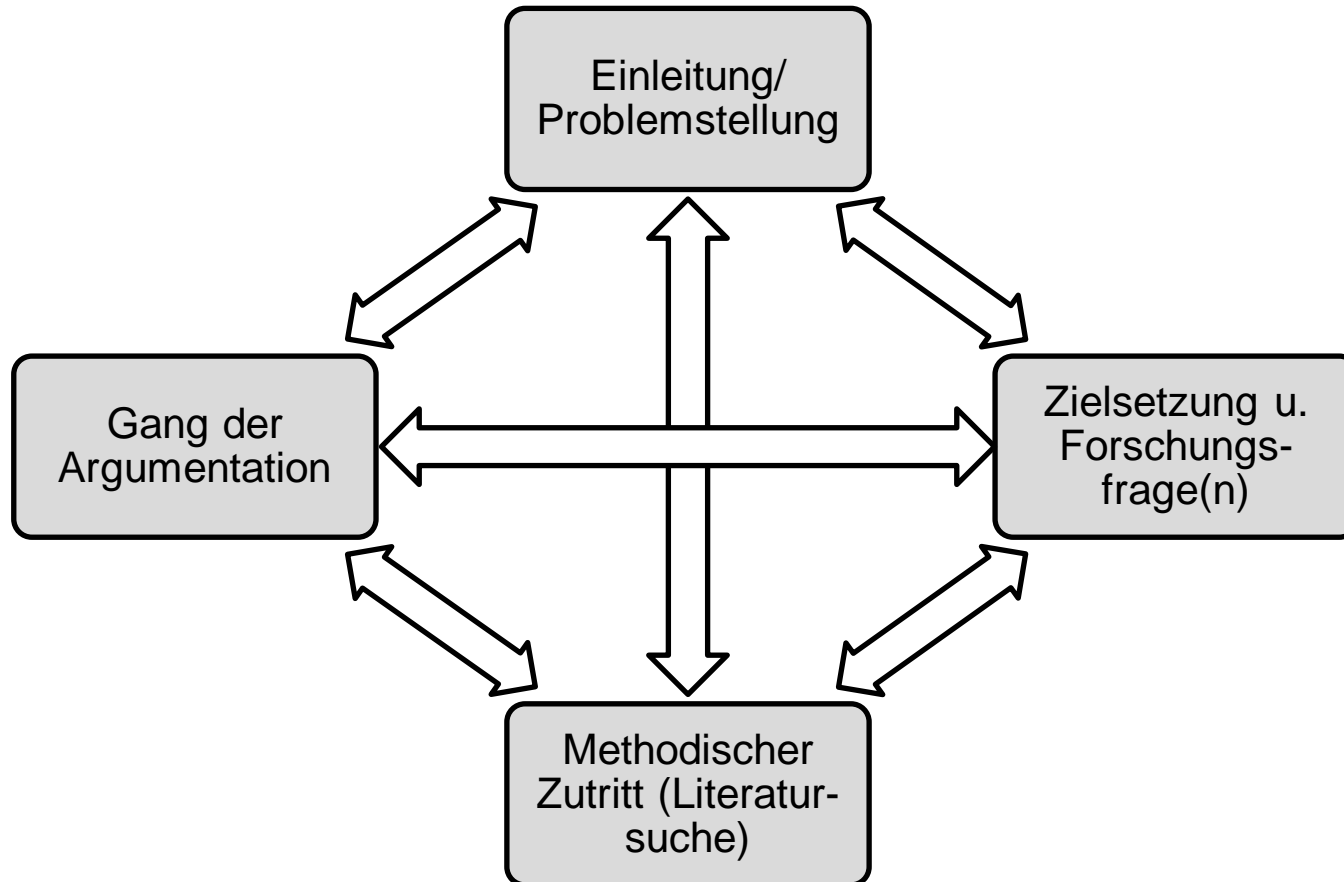 Einleitung/
Problemstellung
Gang der
Argumentation
Zielsetzung u.
Forschungs-
frage(n)
Methodischer
Zutritt (Literatur-
suche)